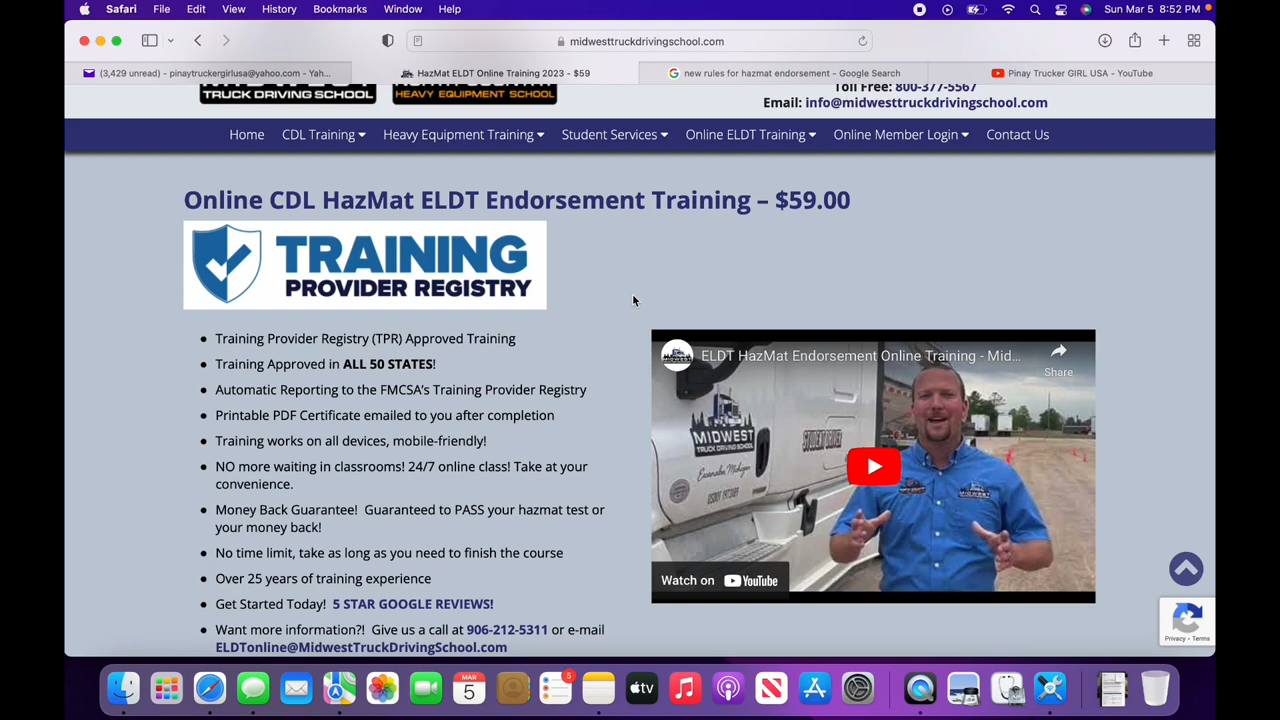 Safari File Edit View History Bookmarks Window Help Sun Mar 5 8:52 PM
midwesttruckdrivingschool.com
(3,429 unread) - pinaytruckergirlusa@yahoo.com - Yah...
HazMat ELDT Online Training 2023 - $59
new rules for hazmat endorsement - Google Search
Pinay Trucker GIRL USA - YouTube
TRUCK DRIVING SCHOOL
HEAVY EQUIPMENT SCHOOL
Toll Free: 800-377-5567
Email: info@midwesttruckdrivingschool.com
Home CDL Training Heavy Equipment Training Student Services Online ELDT Training Online Member Login Contact Us
Online CDL HazMat ELDT Endorsement Training – $59.00
TRAINING
PROVIDER REGISTRY
Training Provider Registry (TPR) Approved Training
Training Approved in ALL 50 STATES!
Automatic Reporting to the FMCSA's Training Provider Registry
Printable PDF Certificate emailed to you after completion
Training works on all devices, mobile-friendly!
NO more waiting in classrooms! 24/7 online class! Take at your
convenience.
Money Back Guarantee! Guaranteed to PASS your hazmat test or
your money back!
No time limit, take as long as you need to finish the course
Over 25 years of training experience
Get Started Today! 5 STAR GOOGLE REVIEWS!
Want more information?! Give us a call at 906-212-5311 or e-mail
ELDTonline@MidwestTruckDrivingSchool.com
ELDT HazMat Endorsement Online Training - Mid...
Share
MIDWEST
STUDENT DRIVER
Escanaba Michigan
Watch on YouTube
Privacy - Terms
MAR
5
5
tv